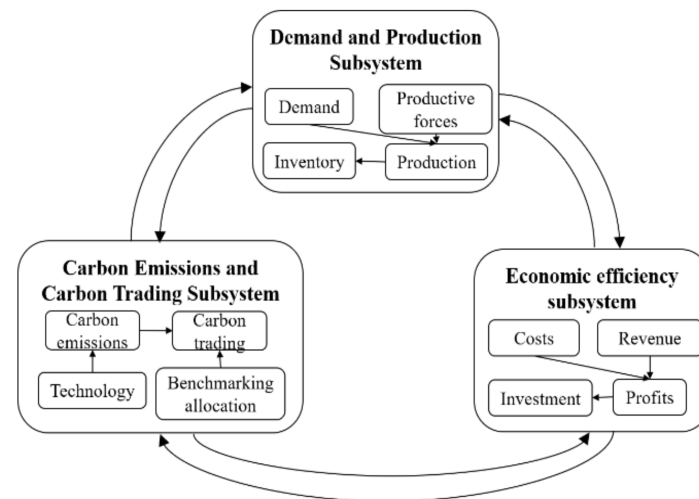 Demand and Production
Subsystem
Demand
Productive
forces
Inventory
Production
Carbon Emissions and
Carbon Trading Subsystem
Carbon
emissions
Carbon
trading
Technology
Benchmarking
allocation
Economic efficiency
subsystem
Costs
Revenue
Investment
Profits